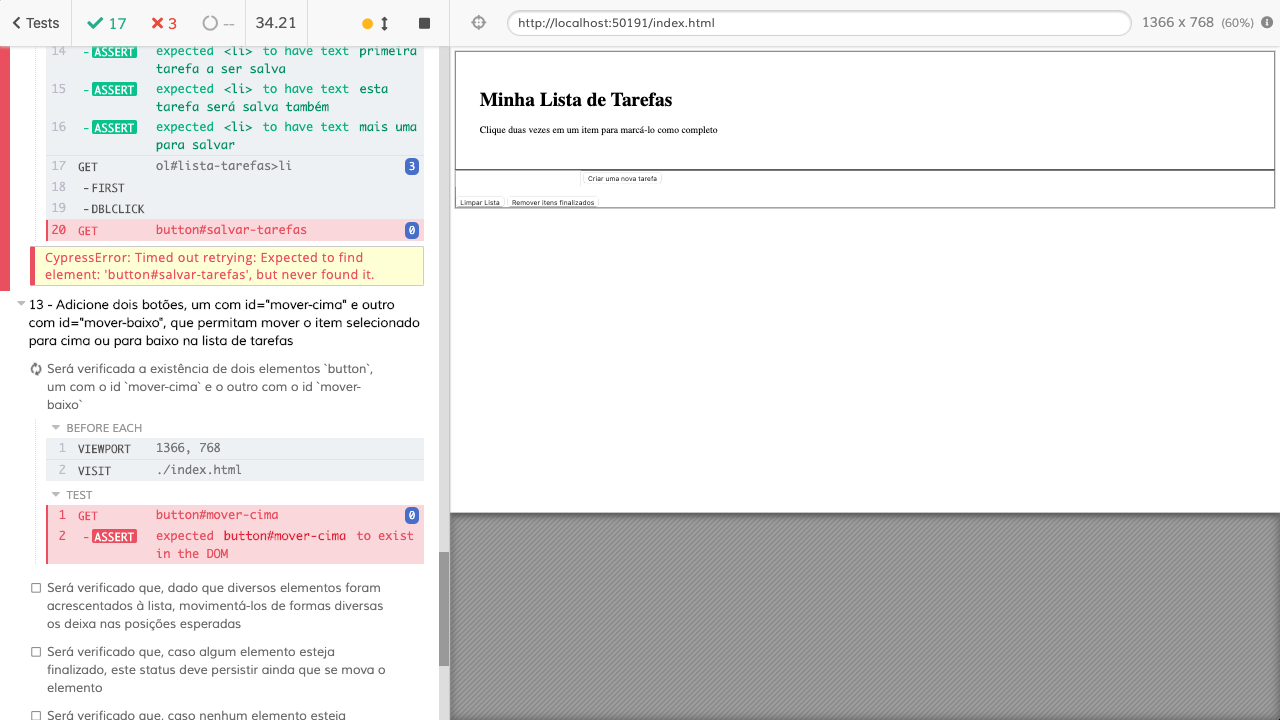 Tests 17 3 -- 34.21 http://localhost:50191/index.html 1366 x 768 (60%)
14 - ASSERT expected <li> to have text primeira
tarefa a ser salva
15 - ASSERT expected <li> to have text esta
tarefa será salva também
16 - ASSERT expected <li> to have text mais uma
para salvar
17 GET ol#lista-tarefas>li 3
18 - FIRST
19 - DBLCLICK
20 GET button#salvar-tarefas 0
CypressError: Timed out retrying: Expected to find
element: 'button#salvar-tarefas', but never found it.
13 - Adicione dois botões, um com id="mover-cima" e outro
com id="mover-baixo", que permitam mover o item selecionado
para cima ou para baixo na lista de tarefas
Será verificada a existência de dois elementos `button`,
um com o id `mover-cima` e o outro com o id `mover-
baixo`
BEFORE EACH
1 VIEWPORT 1366, 768
2 VISIT ./index.html
TEST
1 GET button#mover-cima 0
2 - ASSERT expected button#mover-cima to exist
in the DOM
Será verificado que, dado que diversos elementos foram
acrescentados à lista, movimentá-los de formas diversas
os deixa nas posições esperadas
Será verificado que, caso algum elemento esteja
finalizado, este status deve persistir ainda que se mova o
elemento
Será verificado que, caso nenhum elemento esteja
Minha Lista de Tarefas
Clique duas vezes em um item para marcá-lo como completo
Criar uma nova tarefa
Limpar Lista Remover itens finalizados